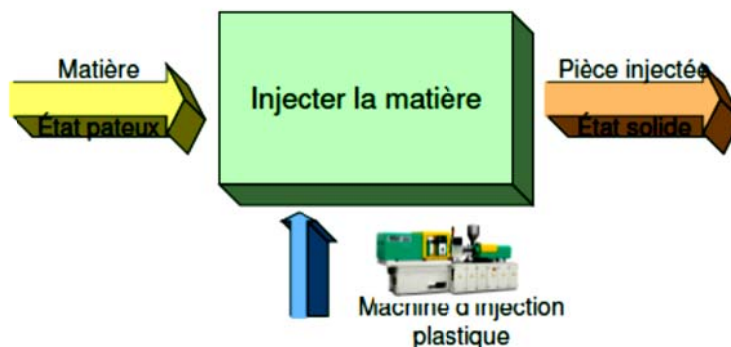 Matière
État pateux
Injecter la matière
Pièce injectée
État solide
Machine d'injection
plastique